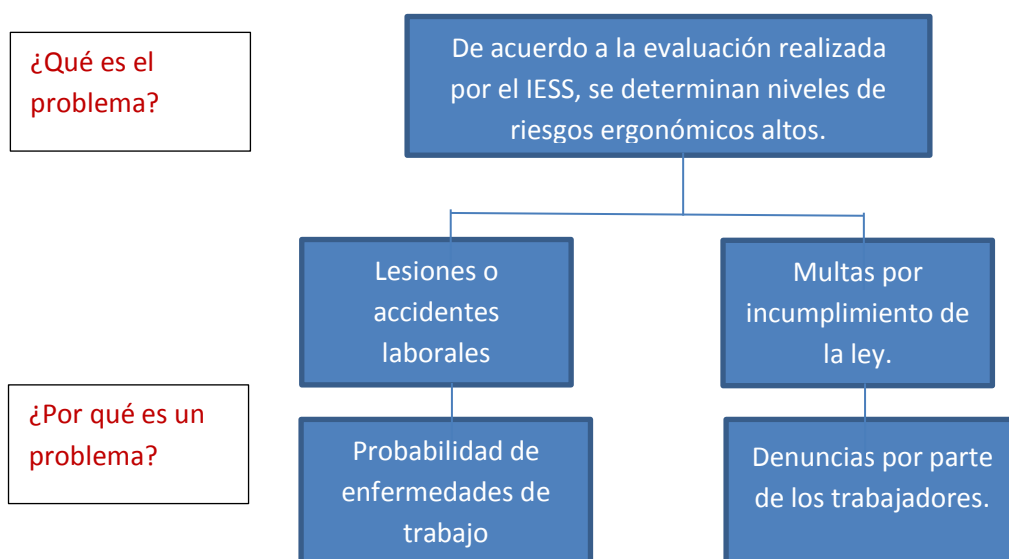 ¿Qué es el
problema?
De acuerdo a la evaluación realizada
por el IESS, se determinan niveles de
riesgos ergonómicos altos.
Lesiones o
accidentes
laborales
Multas por
incumplimiento de
la ley.
¿Por qué es un
problema?
Probabilidad de
enfermedades de
trabajo
Denuncias por parte
de los trabajadores.